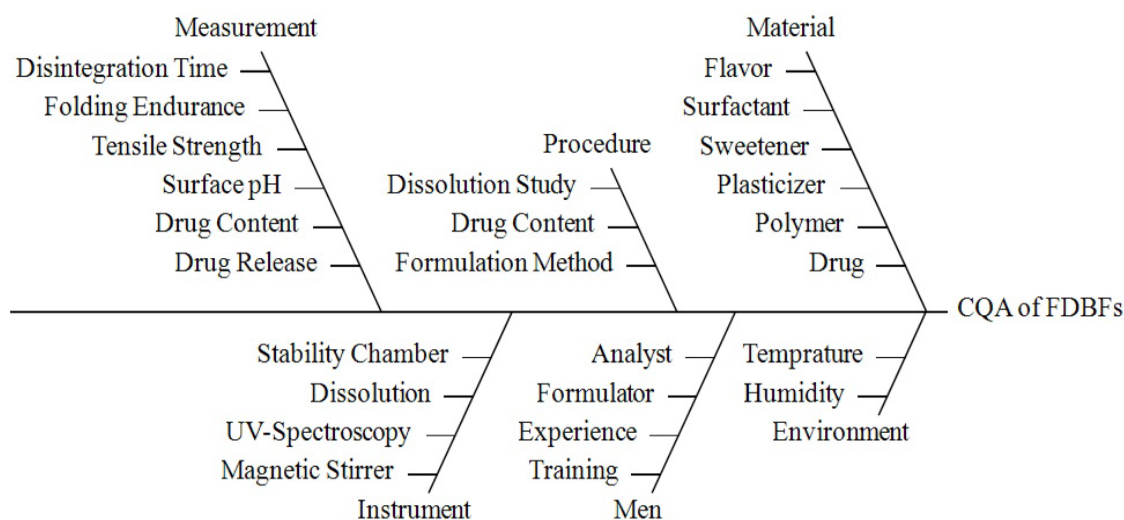 Measurement
Disintegration Time
Folding Endurance
Tensile Strength
Surface pH
Drug Content
Drug Release
Procedure
Dissolution Study
Drug Content
Formulation Method
Material
Flavor
Surfactant
Sweetener
Plasticizer
Polymer
Drug
CQA of FDBFs
Stability Chamber
Dissolution
UV-Spectroscopy
Magnetic Stirrer
Instrument
Analyst
Formulator
Experience
Training
Men
Temprature
Humidity
Environment